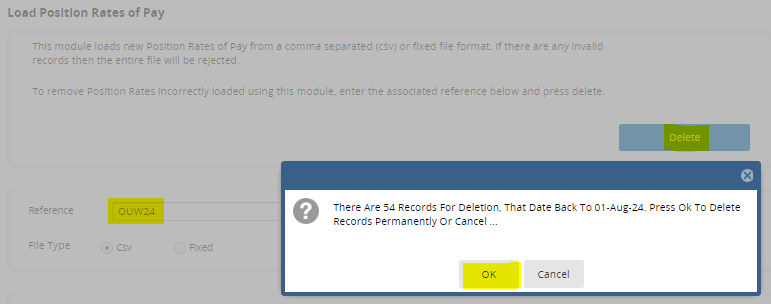 Load Position Rates of Pay
This module loads new Position Rates of Pay from a comma separated (csv) or fixed file format. If there are any invalid
records then the entire file will be rejected.
To remove Position Rates incorrectly loaded using this module, enter the associated reference below and press delete.
Delete
There Are 54 Records For Deletion, That Date Back To 01-Aug-24. Press Ok To Delete
Records Permanently Or Cancel ...
Reference
OUW24
File Type
Csv
Fixed
OK
Cancel